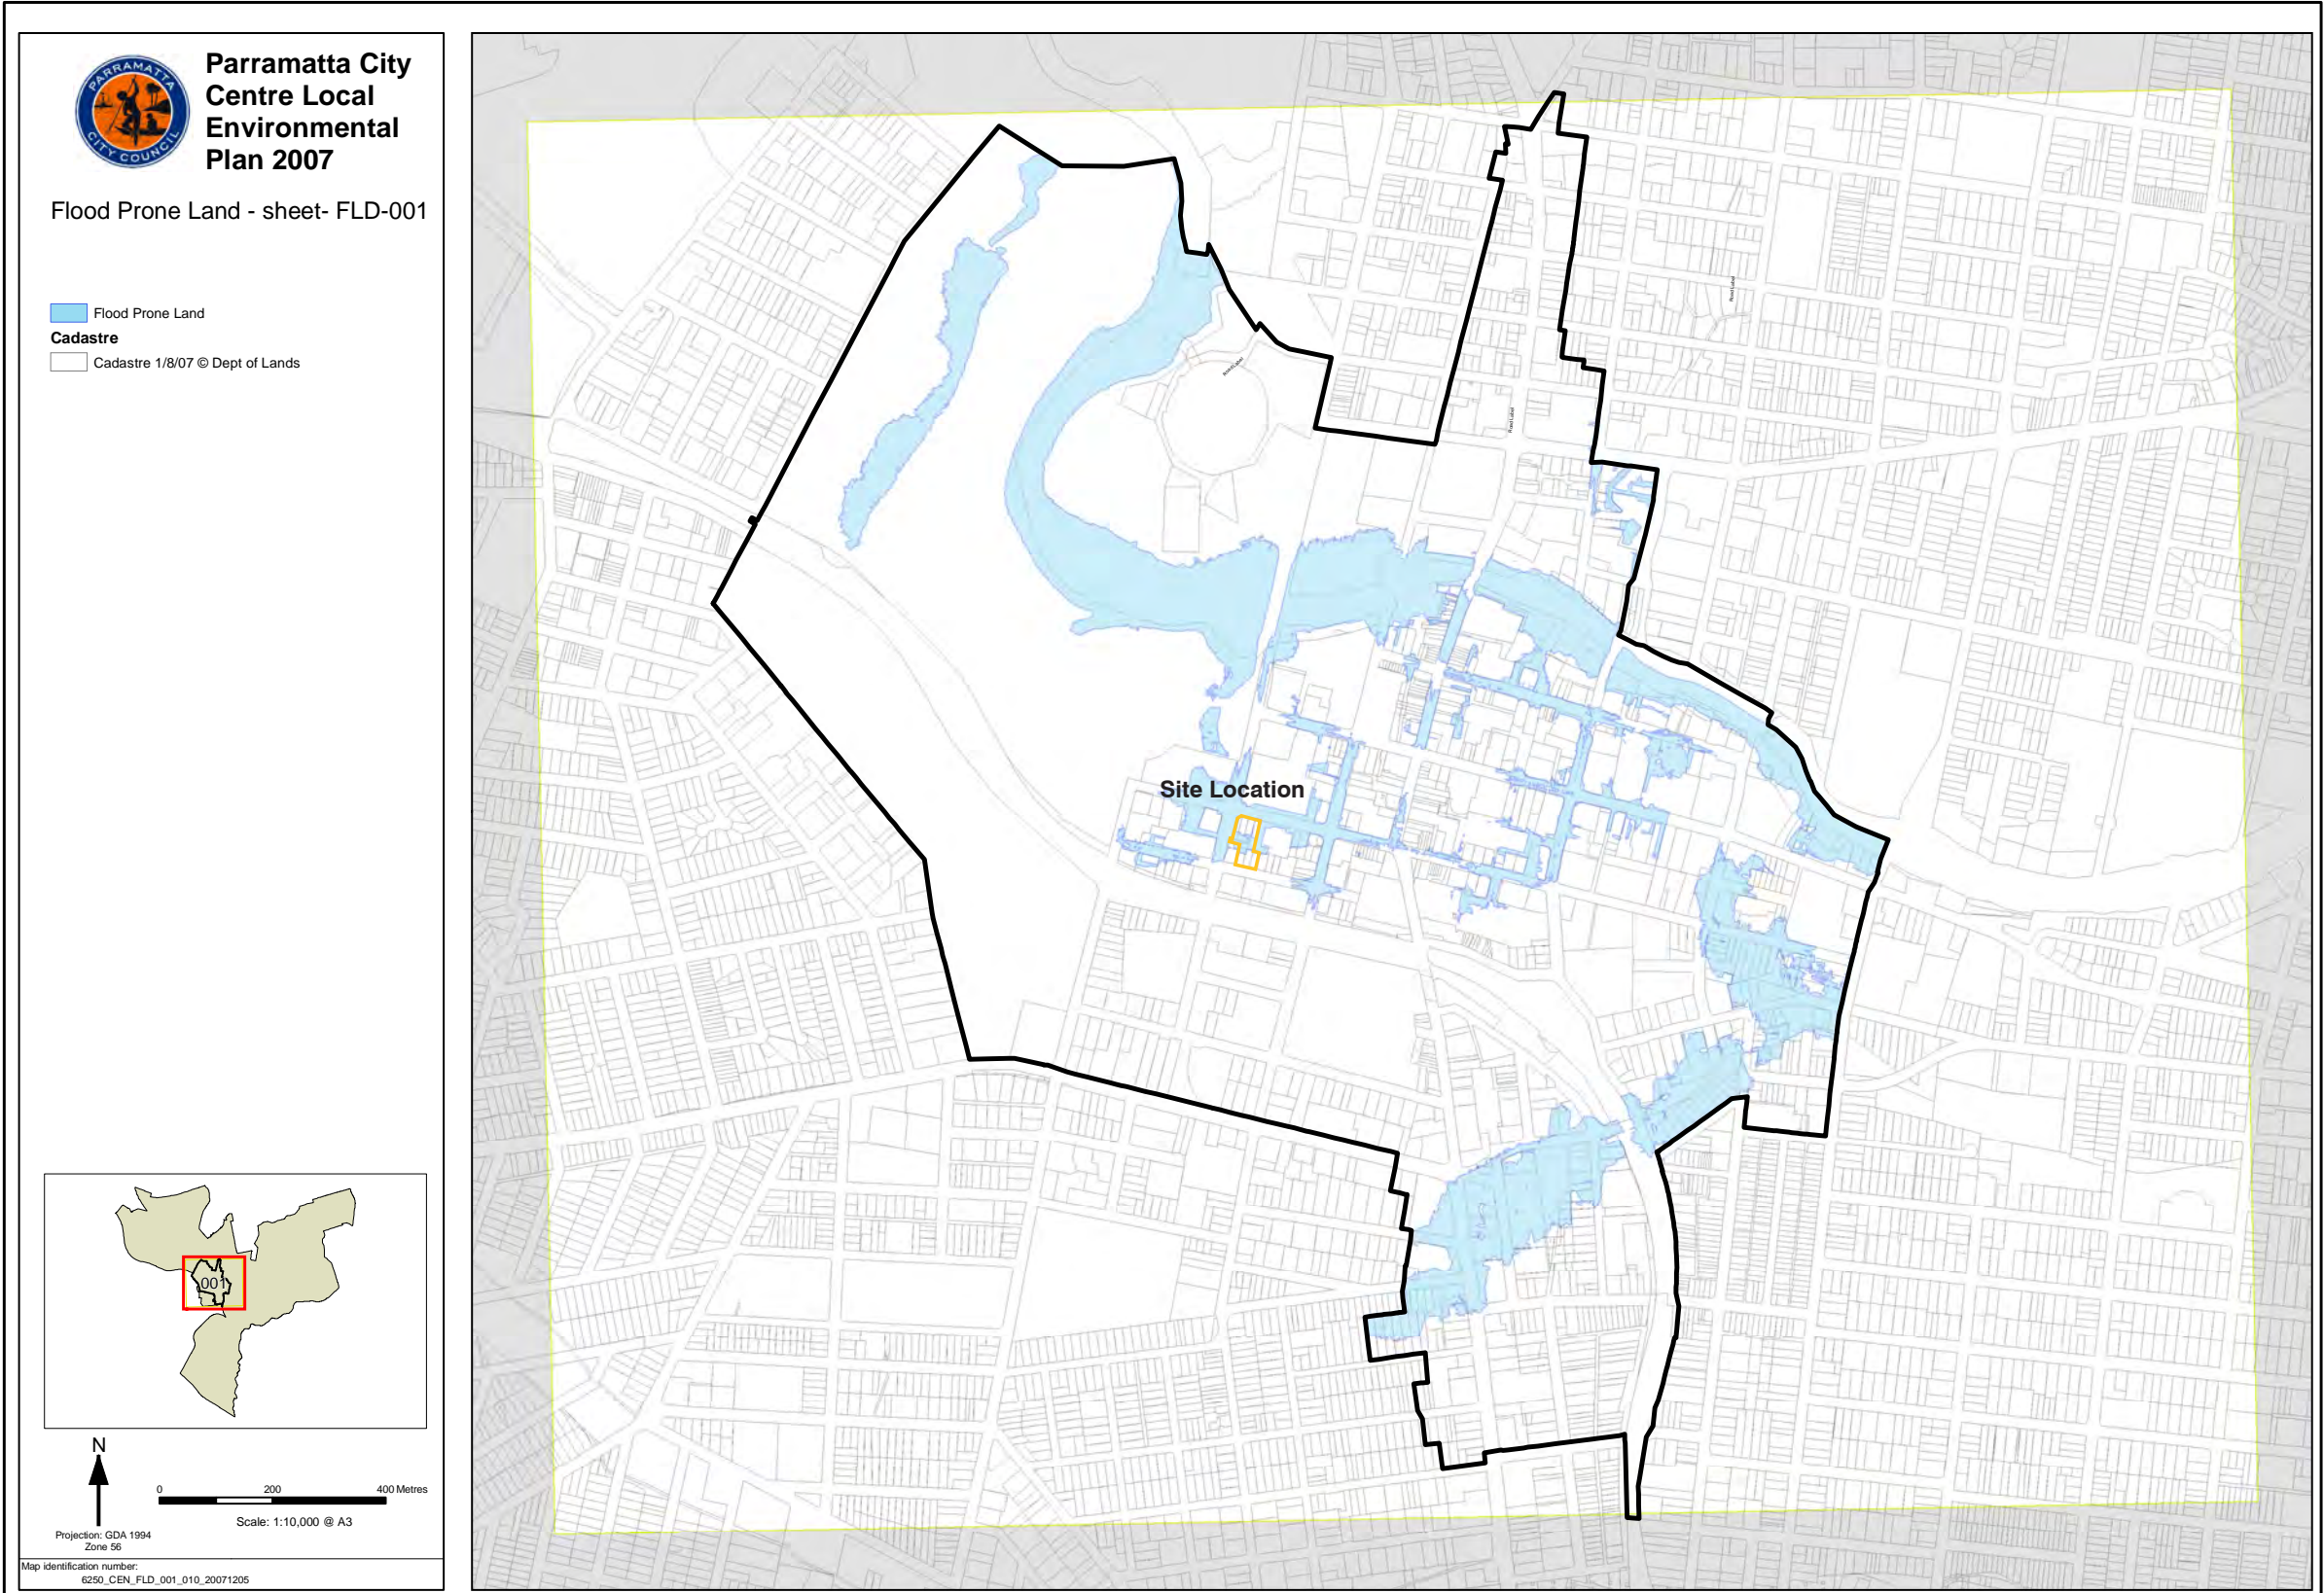 PARRAMATTA
CITY COUNCIL
Parramatta City
Centre Local
Environmental
Plan 2007
Flood Prone Land - sheet- FLD-001
Flood Prone Land
Cadastre
Cadastre 1/8/07 © Dept of Lands
Site Location
001
N
0 200 400 Metres
Scale: 1:10,000 @ A3
Projection: GDA 1994
Zone 56
Map identification number:
6250_CEN_FLD_001_010_20071205